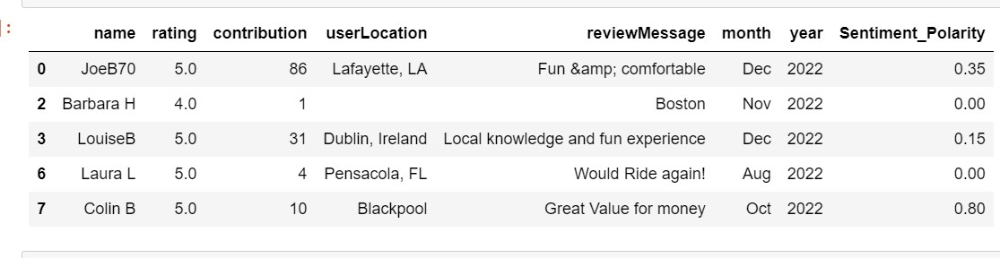 ]:
name rating contribution userLocation reviewMessage month year Sentiment_Polarity
0 JoeB70 5.0 86 Lafayette, LA Fun &amp; comfortable Dec 2022 0.35
2 Barbara H 4.0 1 Boston Nov 2022 0.00
3 LouiseB 5.0 31 Dublin, Ireland Local knowledge and fun experience Dec 2022 0.15
6 Laura L 5.0 4 Pensacola, FL Would Ride again! Aug 2022 0.00
7 Colin B 5.0 10 Blackpool Great Value for money Oct 2022 0.80